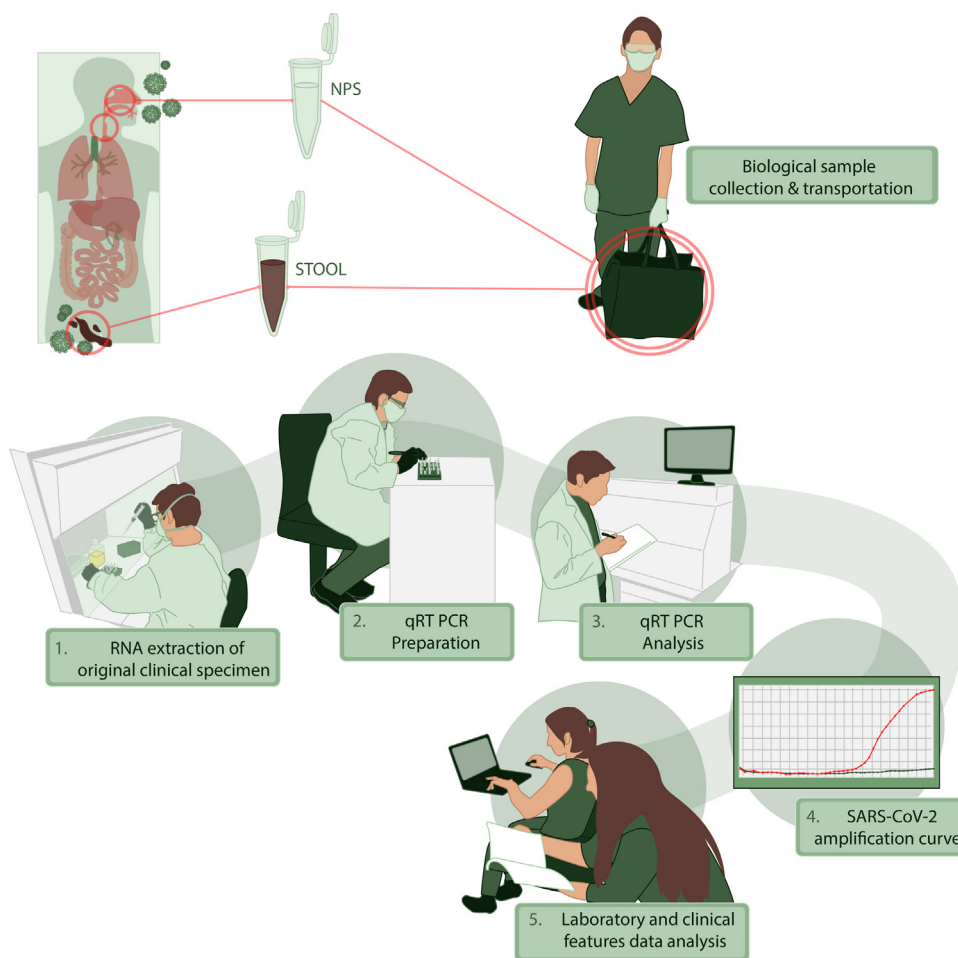 NPS
Biological sample
collection & transportation
STOOL
1. RNA extraction of
original clinical specimen
2. qRT PCR
Preparation
3. qRT PCR
Analysis
4. SARS-CoV-2
amplification curve
5. Laboratory and clinical
features data analysis